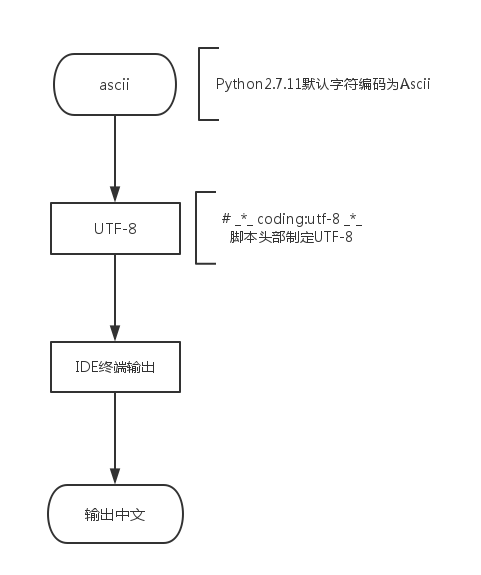 ascii
Python2.7.11默认字符编码为Ascii
UTF-8
# _*_ coding:utf-8 _*_
脚本头部制定UTF-8
IDE终端输出
输出中文